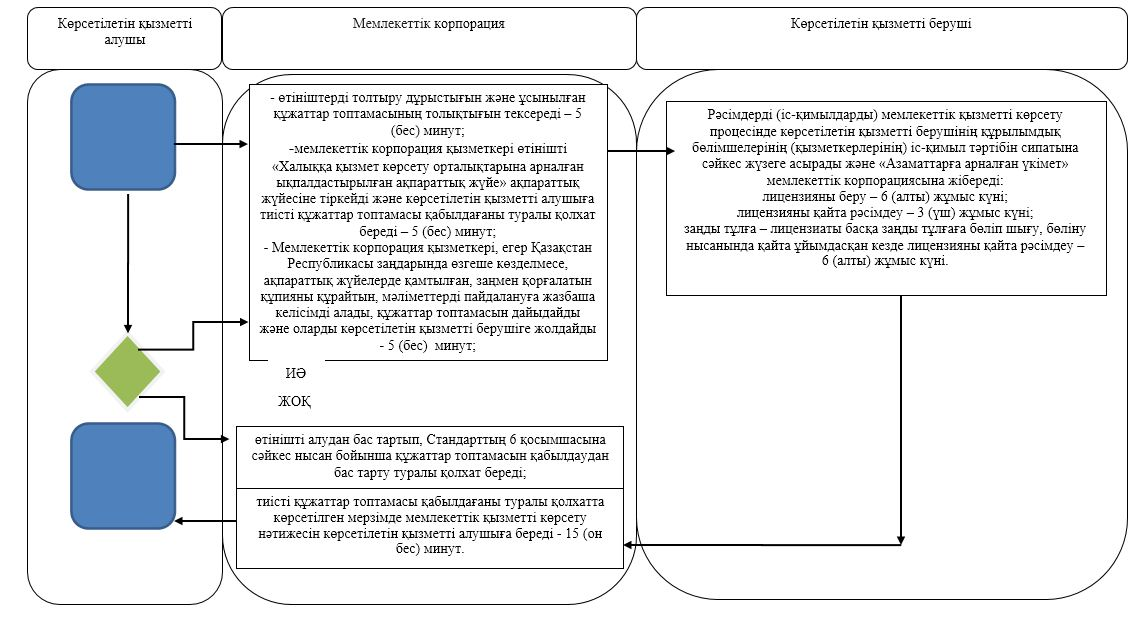 Көрсетілетін қызметті
алушы
Мемлекеттік корпорация
Көрсетілетін қызметті беруші
- өтініштерді толтыру дұрыстығын және ұсынылған
құжаттар топтамасының толықтығын тексереді – 5
(бес) минут;
-мемлекеттік корпорация қызметкері өтінішті
«Халыққа қызмет көрсету орталықтарына арналған
ықпалдастырылған ақпараттық жүйе» ақпараттық
жүйесіне тіркейді және көрсетілетін қызметті алушыға
тиісті құжаттар топтамасы қабылдағаны туралы қолхат
береді – 5 (бес) минут;
- Мемлекеттік корпорация қызметкері, егер Қазақстан
Республикасы заңдарында өзгеше көзделмесе,
ақпараттық жүйелерде қамтылған, заңмен қорғалатын
құпияны құрайтын, мәліметтерді пайдалануға жазбаша
келісімді алады, құжаттар топтамасын дайыдайды
және оларды көрсетілетін қызметті берушіге жолдайды
- 5 (бес) минут;
ИӘ
ЖОҚ
өтінішті алудан бас тартып, Стандарттың 6 қосымшасына
сәйкес нысан бойынша құжаттар топтамасын қабылдаудан
бас тарту туралы қолхат береді;
тиісті құжаттар топтамасы қабылдағаны туралы қолхатта
көрсетілген мерзімде мемлекеттік қызметті көрсету
нәтижесін көрсетілетін қызметті алушыға береді - 15 (он
бес) минут.
Рәсімдерді (іс-қимылдарды) мемлекеттік қызметті көрсету
процесінде көрсетілетін қызметті берушінің құрылымдық
бөлімшелерінің (қызметкерлерінің) іс-қимыл тәртібін сипатына
сәйкес жүзеге асырады және «Азаматтарға арналған үкімет»
мемлекеттік корпорациясына жібереді:
лицензияны беру – 6 (алты) жұмыс күні;
лицензияны қайта рәсімдеу – 3 (үш) жұмыс күні;
заңды тұлға – лицензиаты басқа заңды тұлғаға бөліп шығу, бөліну
нысанында қайта ұйымдасқан кезде лицензияны қайта рәсімдеу –
6 (алты) жұмыс күні.